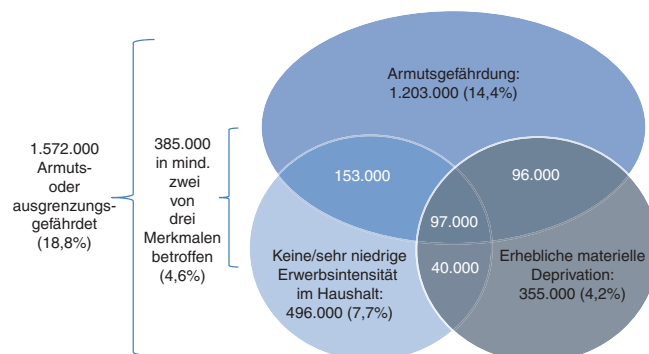 Armutsgefährdung:
1.203.000 (14,4%)
1.572.000
Armuts-
oder
ausgrenzungs-
gefährdet
(18,8%)
385.000
in mind.
zwei
von
drei
Merkmalen
betroffen
(4,6%)
153.000
96.000
97.000
40.000
Keine/sehr niedrige
Erwerbsintensität
im Haushalt:
496.000 (7,7%)
Erhebliche materielle
Deprivation:
355.000 (4,2%)